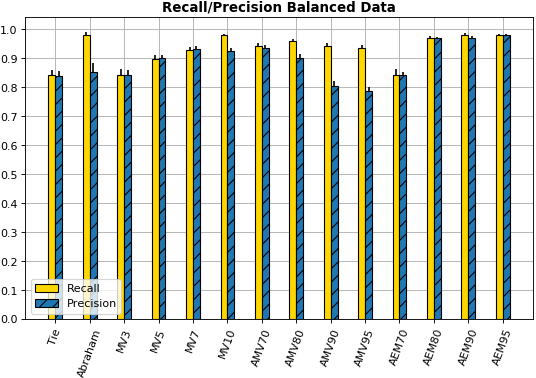 Recall/Precision Balanced Data
1.0
0.9
0.8
0.7
0.6
0.5
0.4
0.3
0.2
0.1
0.0
Recall
Precision
Tie
Abraham
MV3
MV5
MV7
MV10
AMV70
AMV80
AMV90
AMV95
AEM70
AEM80
AEM90
AEM95